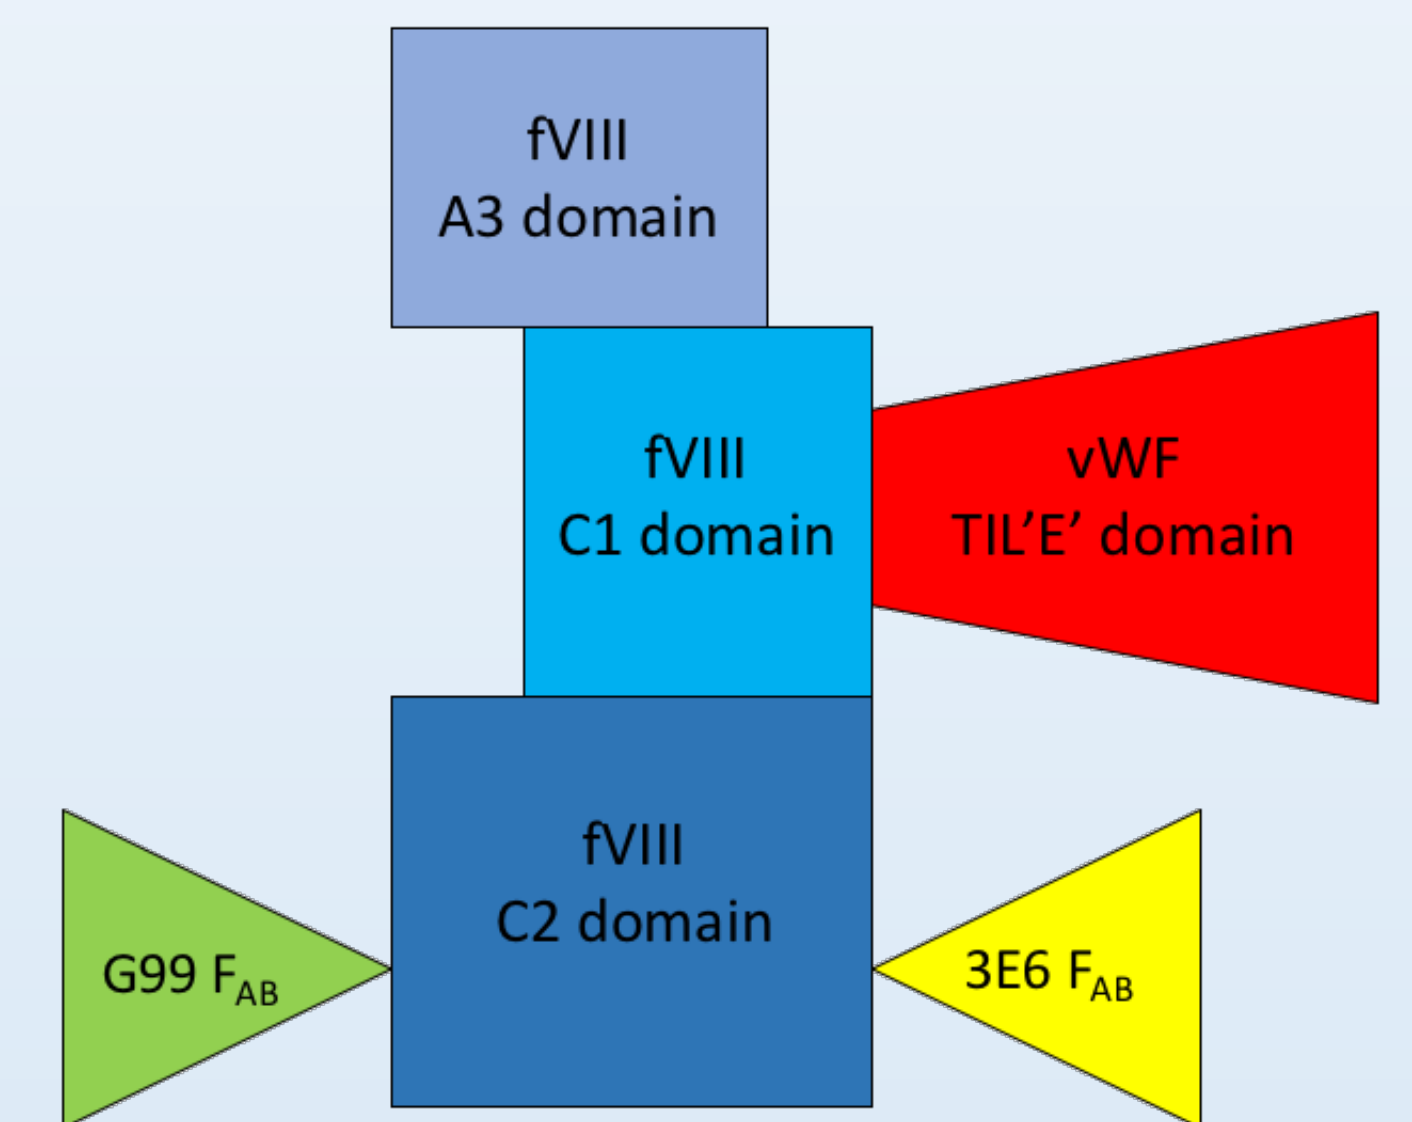 fVIII
A3 domain
fVIII
C1 domain
vWF
TIL’E’ domain
fVIII
C2 domain
G99 FAB
3E6 FAB